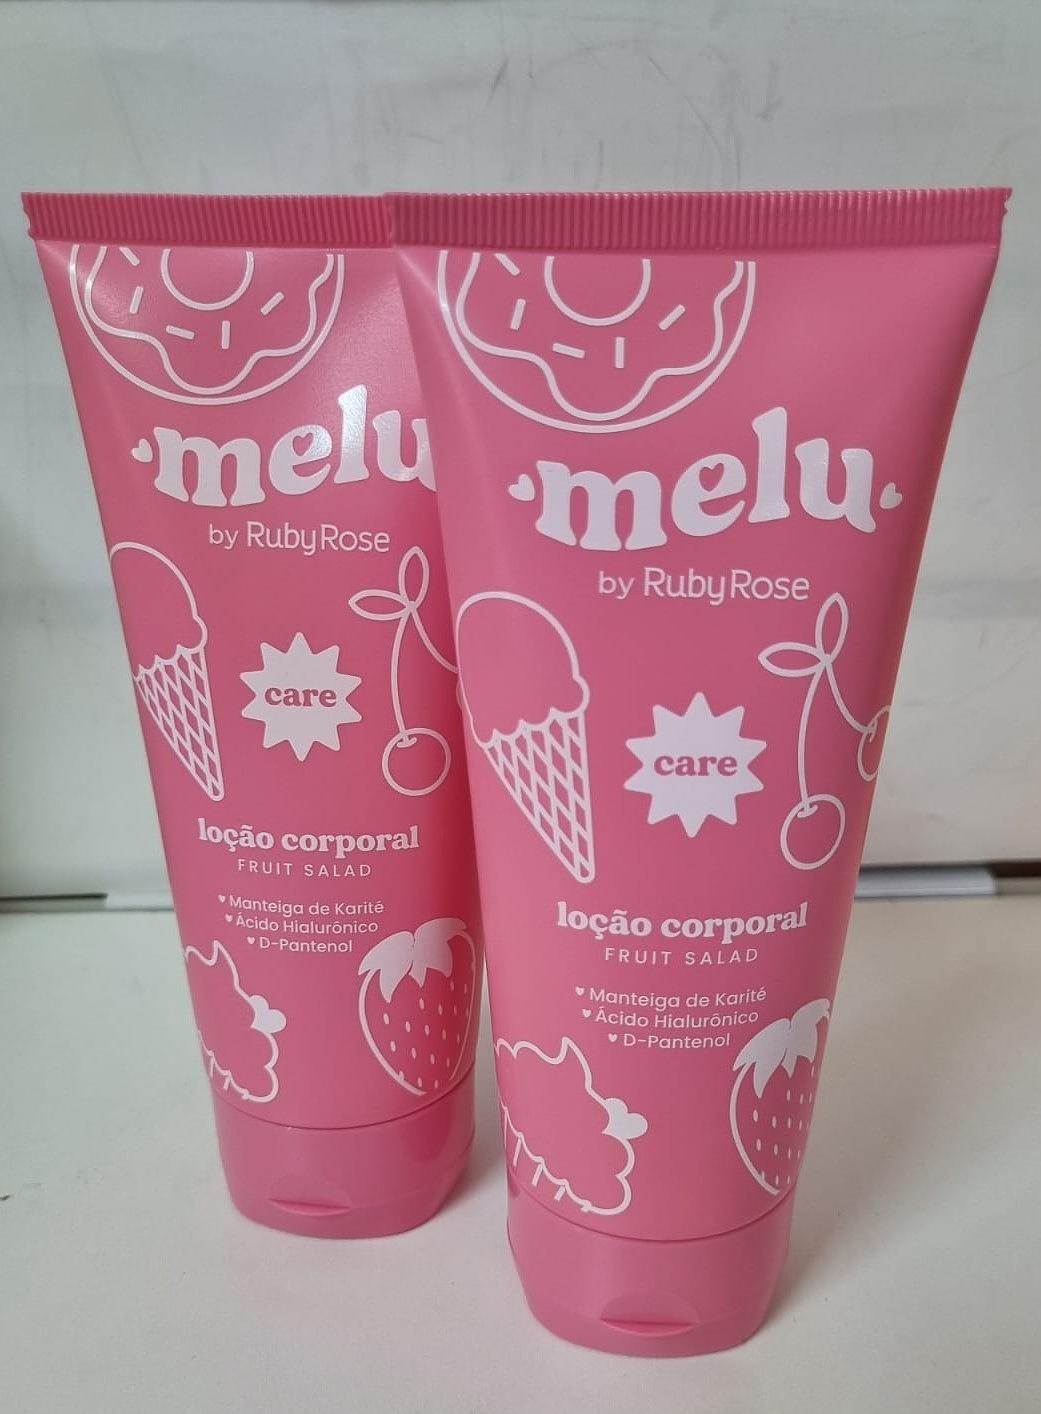 melu
by RubyRose
care
loção corporal
FRUIT SALAD
Manteiga de Karité
Ácido Hialurônico
D-Pantenol
melu
by RubyRose
care
loção corporal
FRUIT SALAD
Manteiga de Karité
Ácido Hialurônico
D-Pantenol